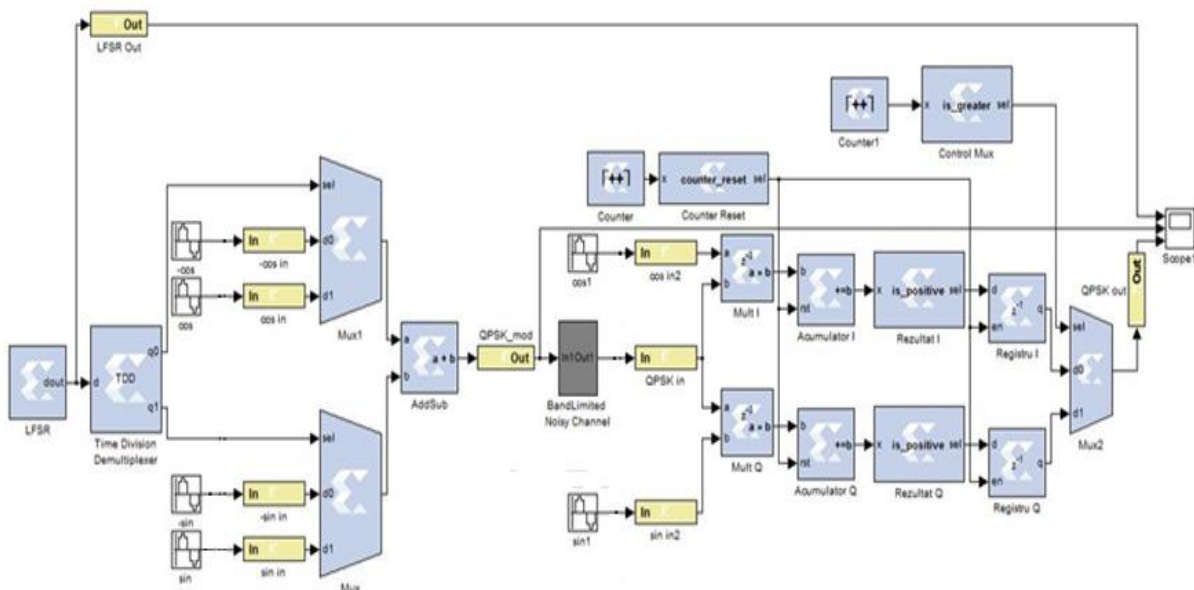 Out
LFSR Out
dout
LFSR
d
TDD
q0
q1
Time Division
Demultiplexer
-cos
In
-cos in
cos
In
cos in
sel
d0
d1
Mux1
-sin
In
-sin in
sin
In
sin in
sel
d0
d1
Mux
a
b
a + b
AddSub
QPSK_mod
Out
In1 Out1
BandLimited
Noisy Channel
In
QPSK in
++
Counter
x
counter_reset
sel
Counter Reset
++
Counter1
x
is_greater
sel
Control Mux
cos1
In
cos in2
a
b
z-1
a × b
Mult I
b
rst
+=b
Acumulator I
x
is_positive
sel
Rezultat I
d
en
z-1
q
Registru I
a
b
z-1
a × b
Mult Q
b
rst
+=b
Acumulator Q
x
is_positive
sel
Rezultat Q
d
en
z-1
q
Registru Q
sin1
In
sin in2
sel
d0
d1
Mux2
Out
QPSK out
Scope1